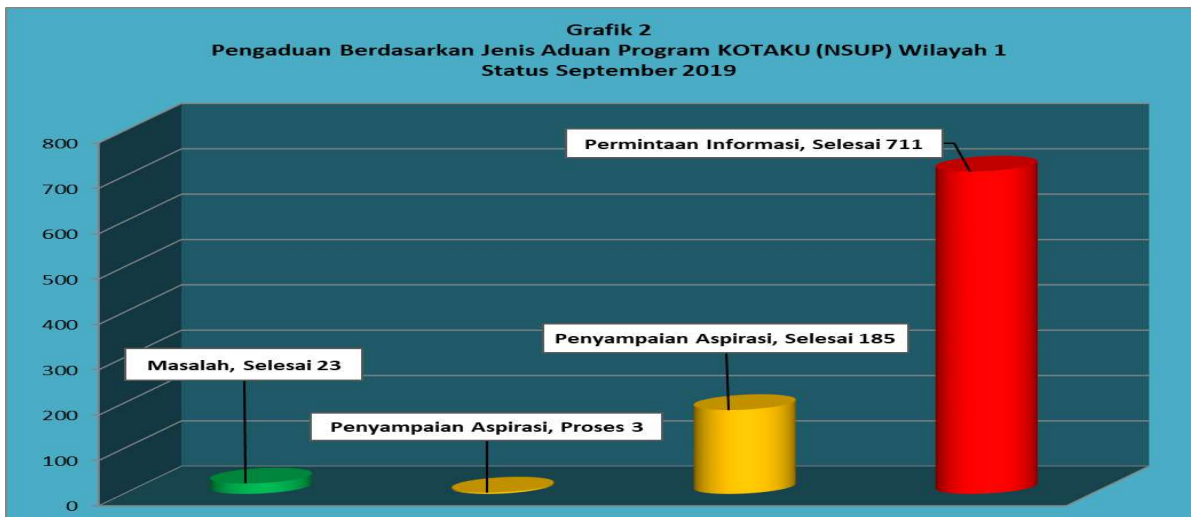 Grafik 2
Pengaduan Berdasarkan Jenis Aduan Program KOTAKU (NSUP) Wilayah 1
Status September 2019
800
700
600
500
400
300
200
100
0
Permintaan Informasi, Selesai 711
Penyampaian Aspirasi, Selesai 185
Masalah, Selesai 23
Penyampaian Aspirasi, Proses 3